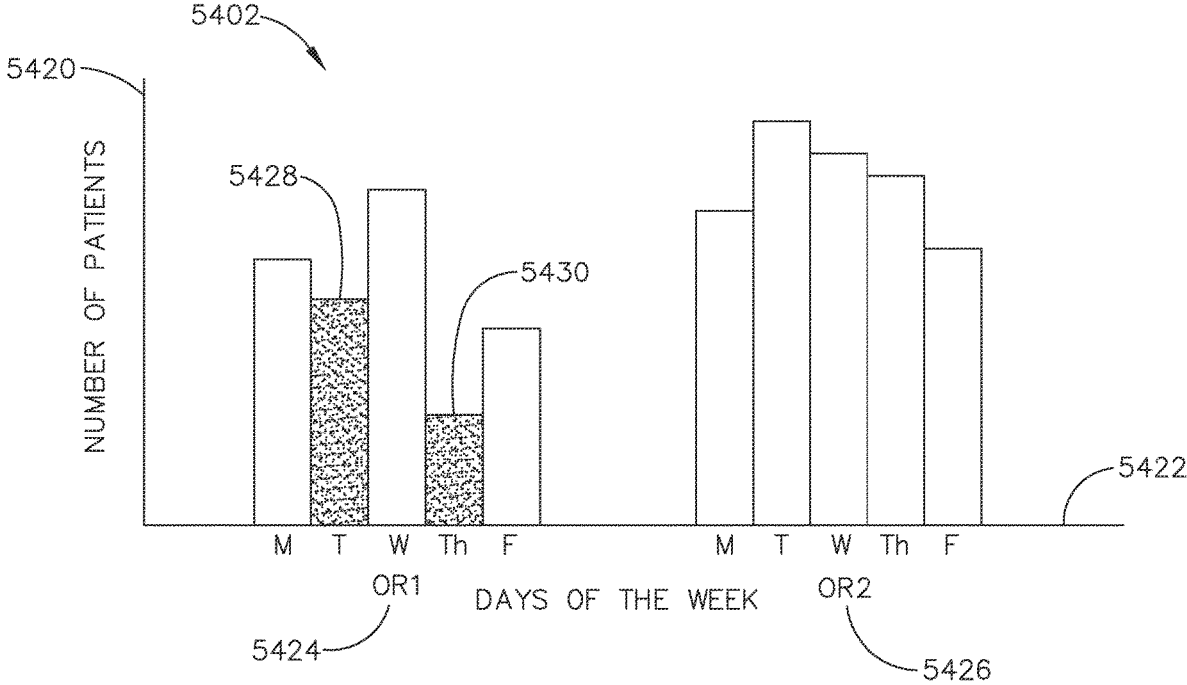 5402
5420
5428
5430
NUMBER OF PATIENTS
5422
M T W Th F M T W Th F
OR1 DAYS OF THE WEEK OR2
5424 5426